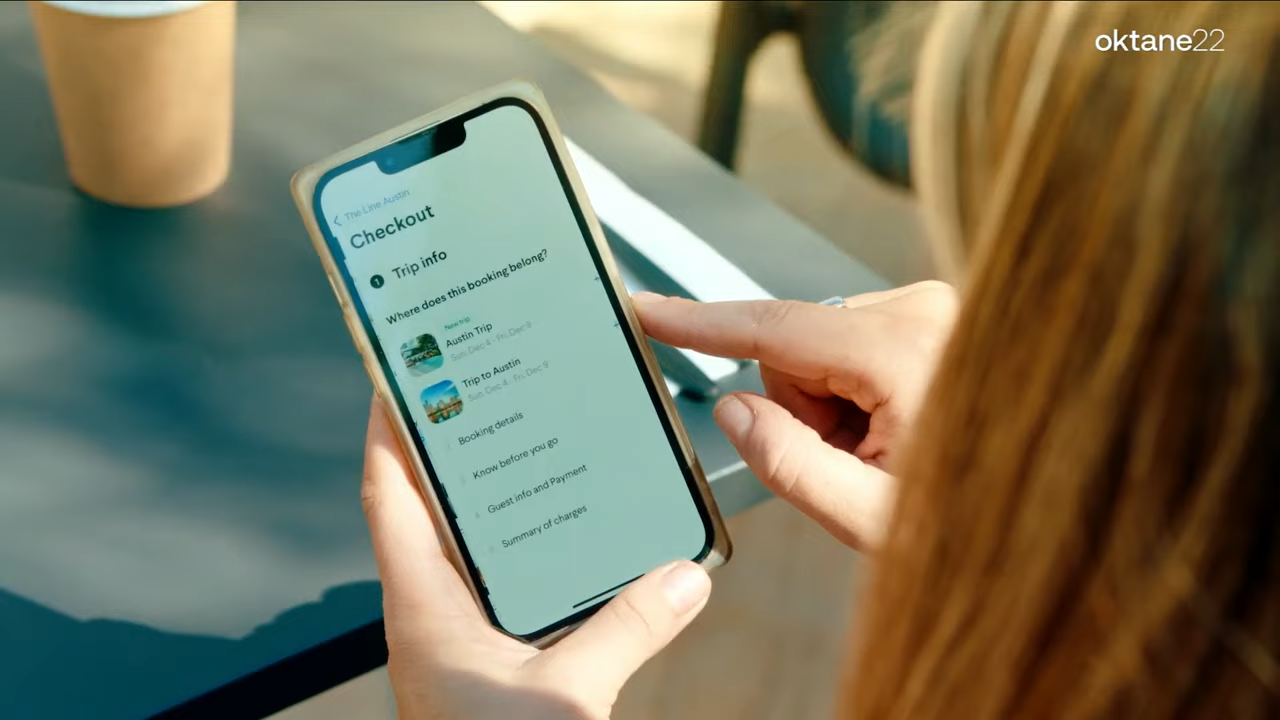 oktane22
The Line Austin
Checkout
1 Trip info
Where does this booking belong?
New trip
Austin Trip
Sun, Dec 4 - Fri, Dec 9
Trip to Austin
Sun, Dec 4 - Fri, Dec 9
Booking details
Know before you go
Guest info and Payment
Summary of charges